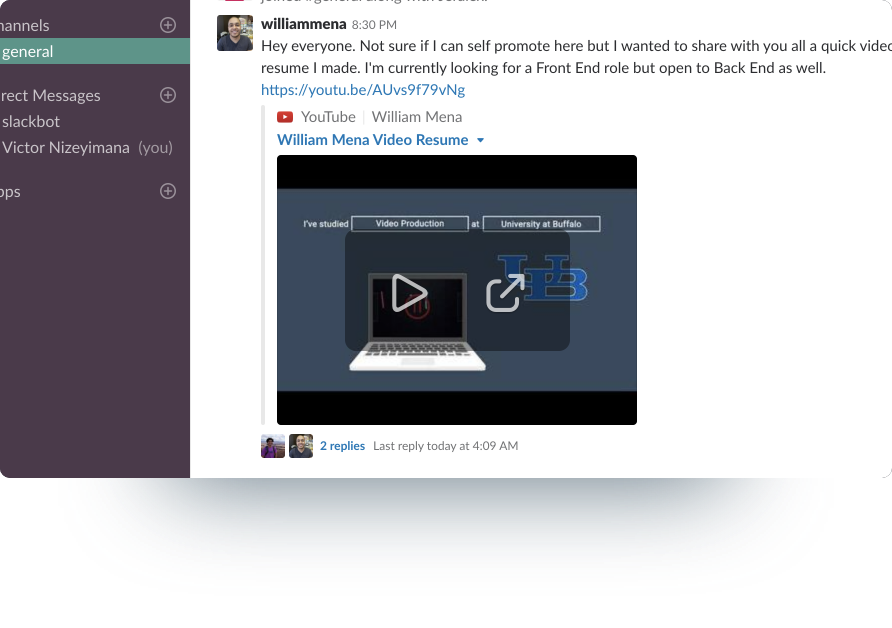 joined #general along with scrach.
williammena 8:30 PM
Hey everyone. Not sure if I can self promote here but I wanted to share with you all a quick video
resume I made. I'm currently looking for a Front End role but open to Back End as well.
https://youtu.be/AUvs9f79vNg
YouTube William Mena
William Mena Video Resume
I've studied Video Production at University at Buffalo
UB
2 replies Last reply today at 4:09 AM
hannels
general
rect Messages
slackbot
Victor Nizeyimana (you)
pps